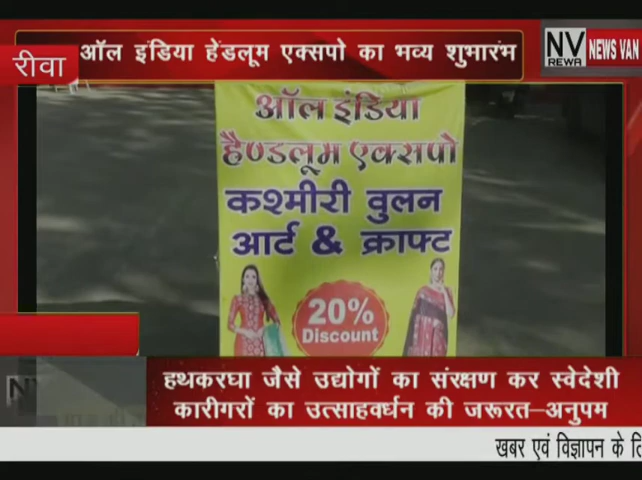 ऑल इंडिया हेंडलूम एक्सपो का भव्य शुभारंभ
NV
REWA
NEWS VAN
रीवा
ऑल इंडिया
हैण्डलूम एक्सपो
कश्मीरी वुलन
आर्ट & क्राफ्ट
20%
Discount
हथकरघा जैसे उद्योगों का संरक्षण कर स्वेदेशी
कारीगरों का उत्साहवर्धन की जरूरत–अनुपम
खबर एवं विज्ञापन के